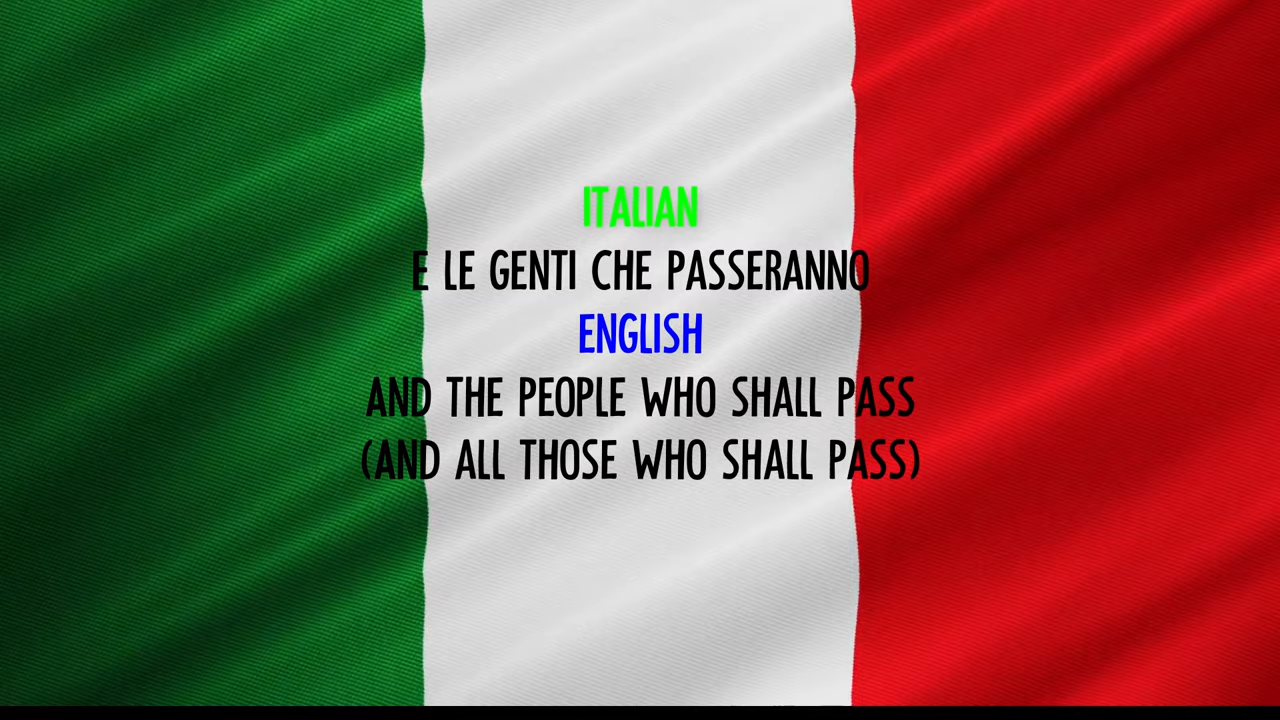 ITALIAN
E LE GENTI CHE PASSERANNO
ENGLISH
AND THE PEOPLE WHO SHALL PASS
(AND ALL THOSE WHO SHALL PASS)